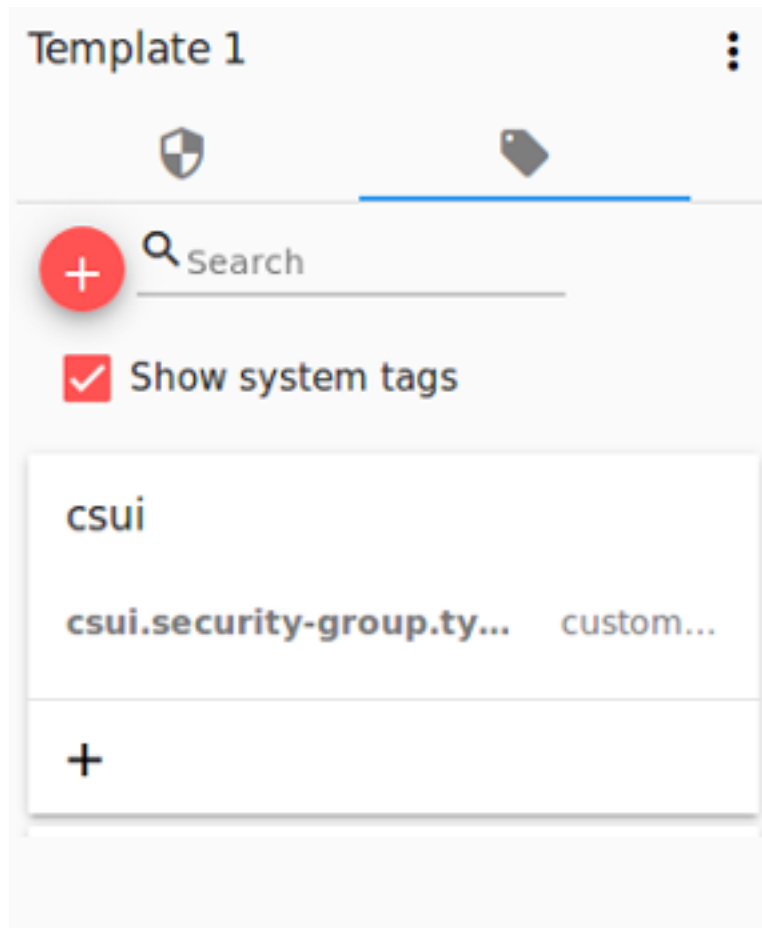 Template 1
Search
Show system tags
csui
csui.security-group.ty... custom...